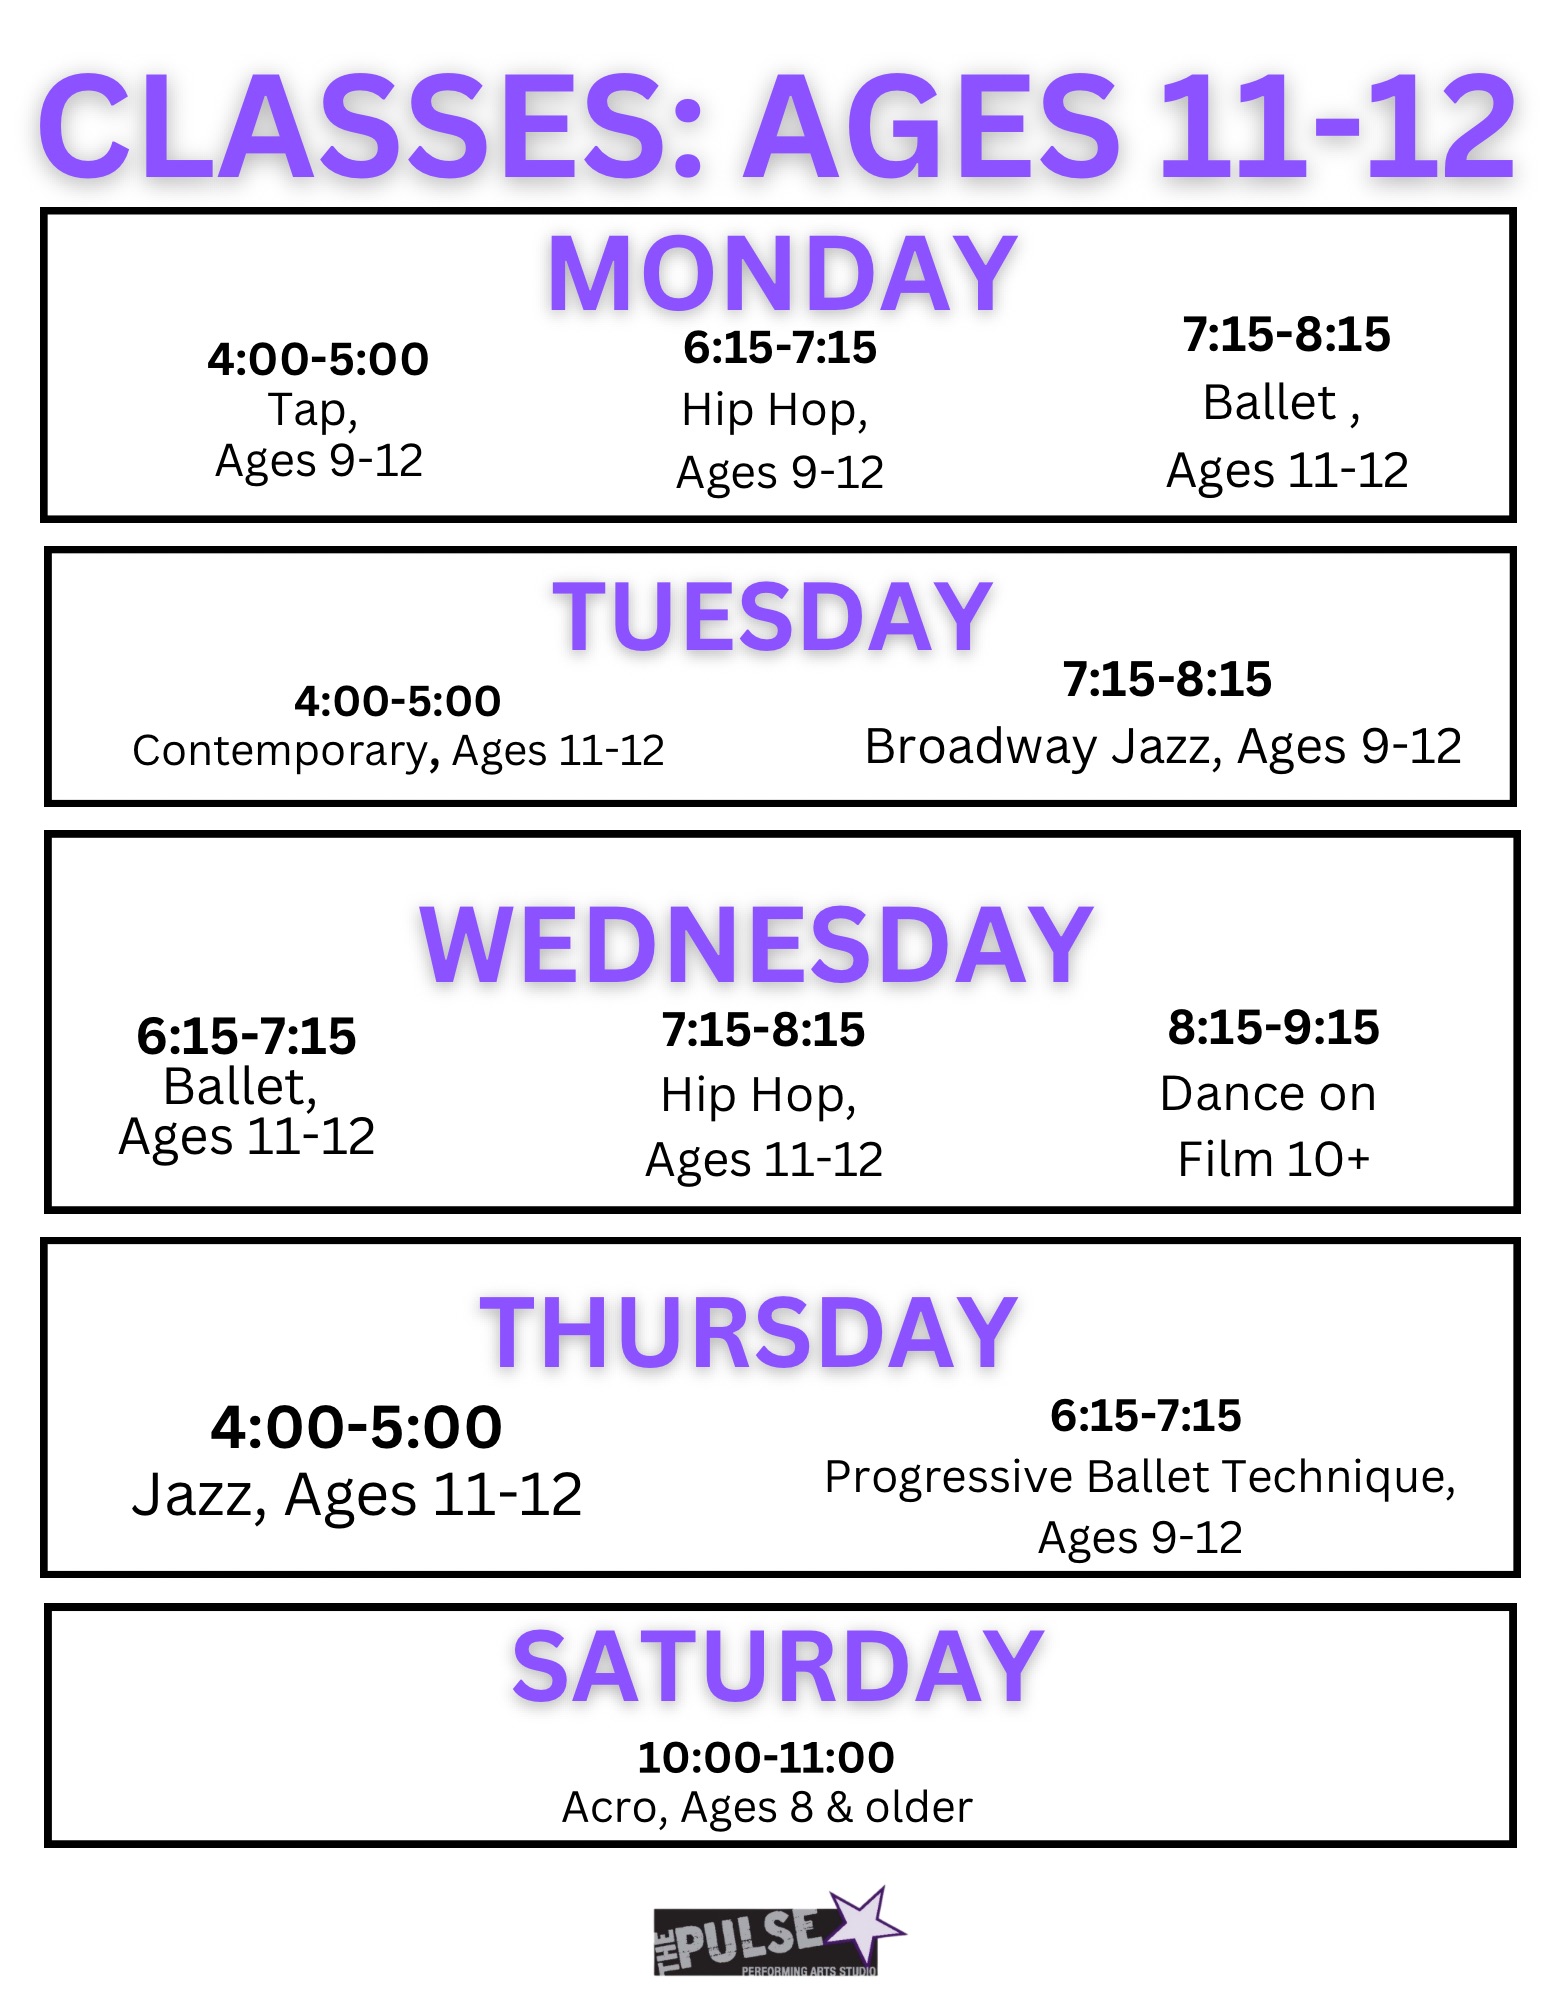 CLASSES: AGES 11-12
MONDAY
4:00-5:00
Tap,
Ages 9-12
6:15-7:15
Hip Hop,
Ages 9-12
7:15-8:15
Ballet ,
Ages 11-12
TUESDAY
4:00-5:00
Contemporary, Ages 11-12
7:15-8:15
Broadway Jazz, Ages 9-12
WEDNESDAY
6:15-7:15
Ballet,
Ages 11-12
7:15-8:15
Hip Hop,
Ages 11-12
8:15-9:15
Dance on
Film 10+
THURSDAY
4:00-5:00
Jazz, Ages 11-12
6:15-7:15
Progressive Ballet Technique,
Ages 9-12
SATURDAY
10:00-11:00
Acro, Ages 8 & older
THE PULSE
PERFORMING ARTS STUDIO